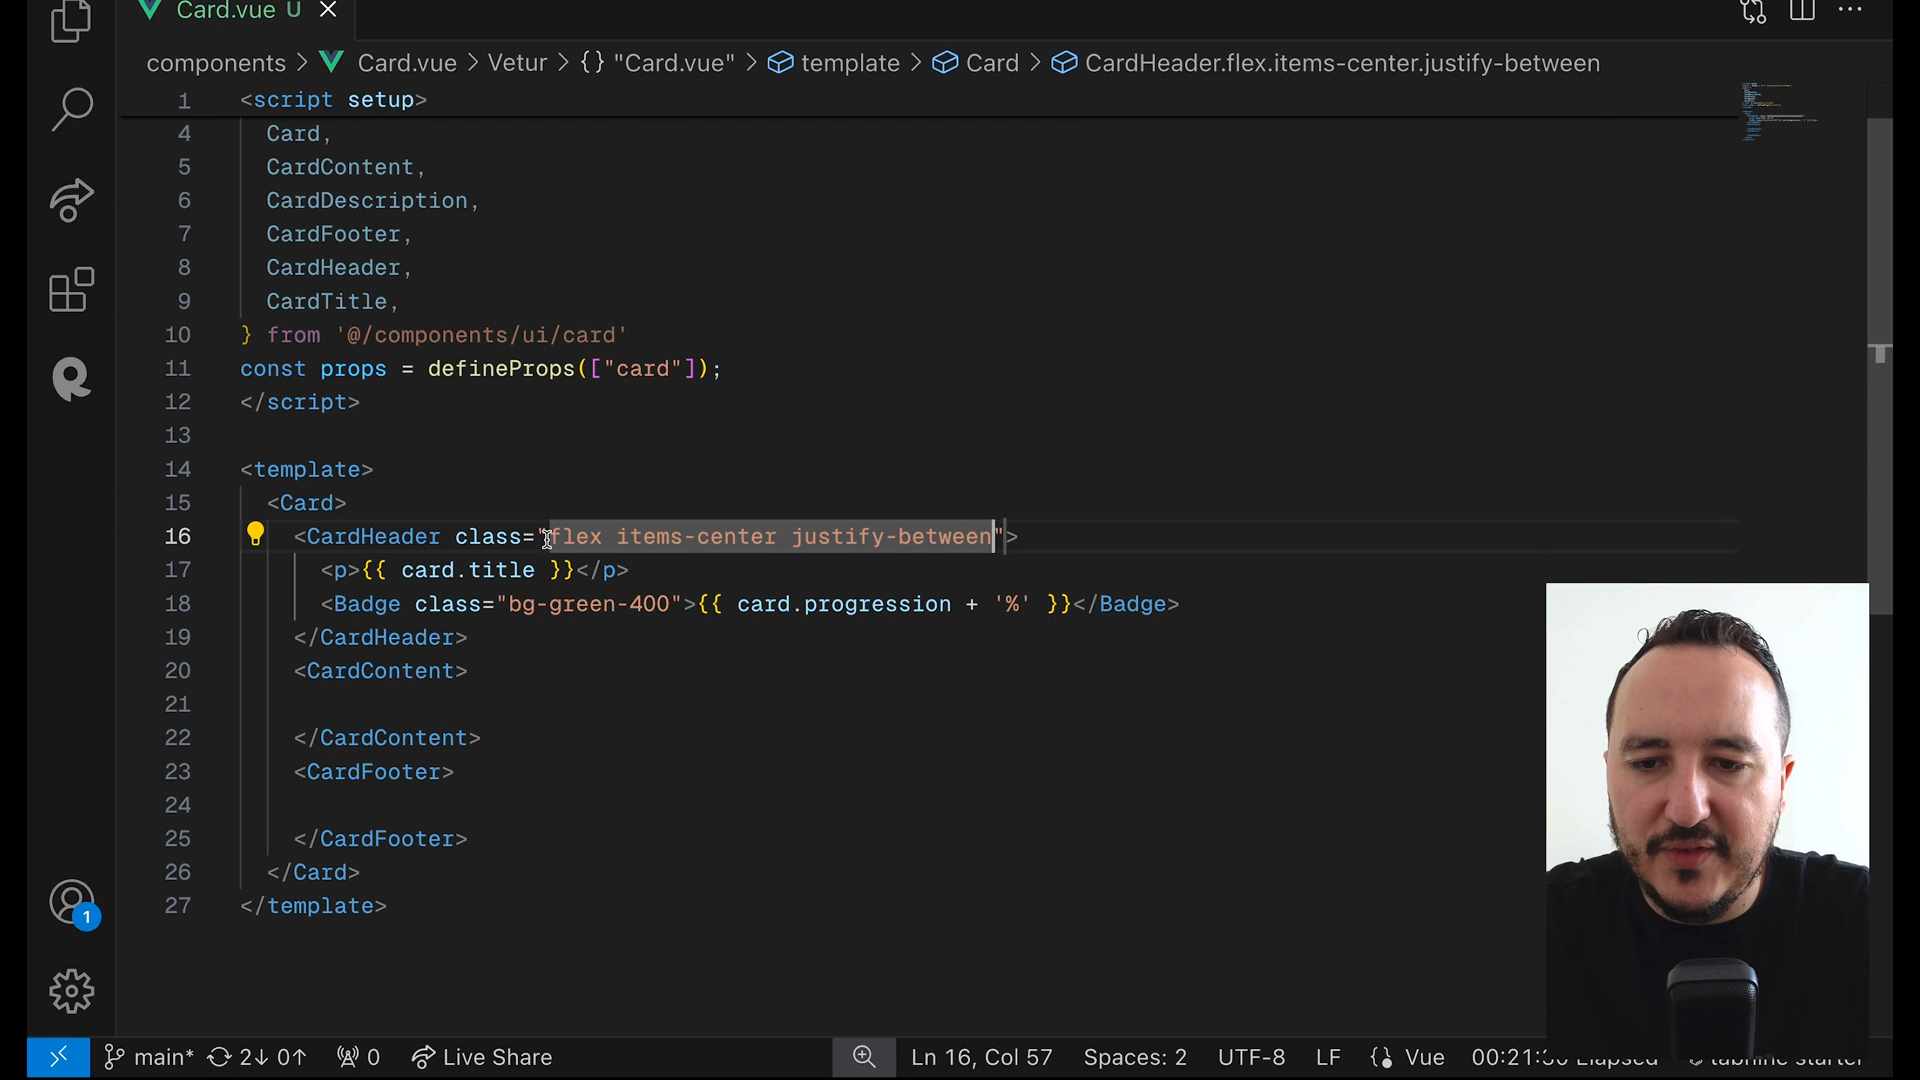 Card.vue U
components > Card.vue > Vetur > {} "Card.vue" > template > Card > CardHeader.flex.items-center.justify-between
1 <script setup>
4 Card,
5 CardContent,
6 CardDescription,
7 CardFooter,
8 CardHeader,
9 CardTitle,
10 } from '@/components/ui/card'
11 const props = defineProps(["card"]);
12 </script>
13
14 <template>
15 <Card>
16 <CardHeader class="flex items-center justify-between">
17 <p>{{ card.title }}</p>
18 <Badge class="bg-green-400">{{ card.progression + '%' }}</Badge>
19 </CardHeader>
20 <CardContent>
21
22 </CardContent>
23 <CardFooter>
24
25 </CardFooter>
26 </Card>
27 </template>
1
main* 2↓ 0↑ 0 Live Share Ln 16, Col 57 Spaces: 2 UTF-8 LF Vue Elapsed tabnine starter